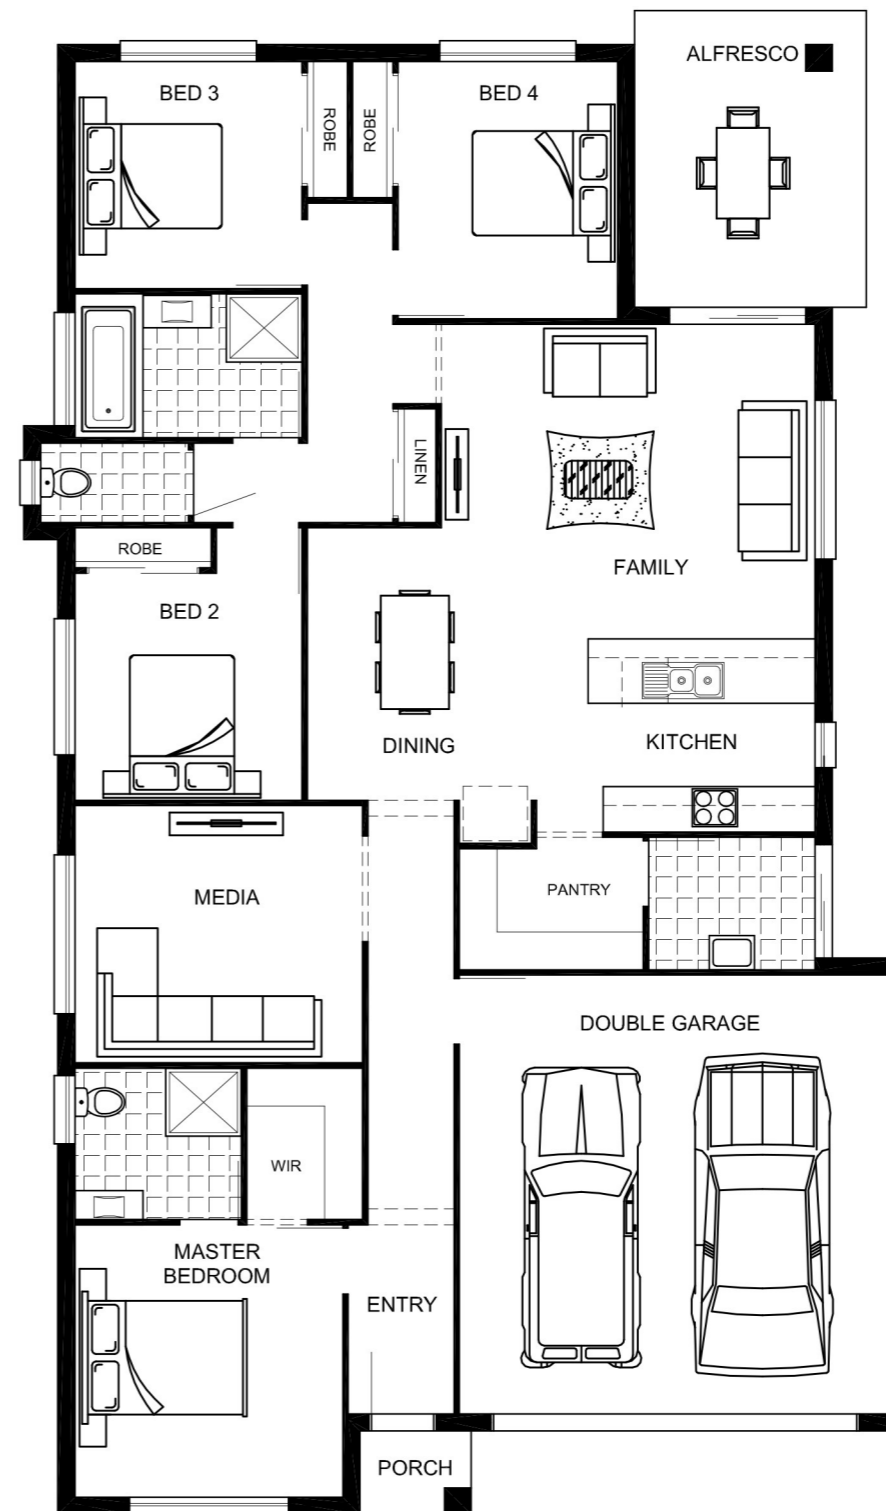 ALFRESCO
BED 3
ROBE
ROBE
BED 4
LINEN
ROBE
BED 2
FAMILY
DINING
KITCHEN
MEDIA
PANTRY
DOUBLE GARAGE
WIR
MASTER
BEDROOM
ENTRY
PORCH